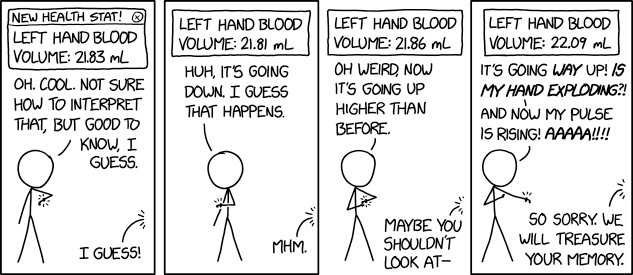 NEW HEALTH STAT!
LEFT HAND BLOOD
VOLUME: 21.83 mL
OH. COOL. NOT SURE
HOW TO INTERPRET
THAT, BUT GOOD TO
KNOW, I
GUESS.
I GUESS!
LEFT HAND BLOOD
VOLUME: 21.81 mL
HUH, IT'S GOING
DOWN. I GUESS
THAT HAPPENS.
MHM.
LEFT HAND BLOOD
VOLUME: 21.86 mL
OH WEIRD, NOW
IT'S GOING UP
HIGHER THAN
BEFORE.
MAYBE YOU
SHOULDN'T
LOOK AT—
LEFT HAND BLOOD
VOLUME: 22.09 mL
IT'S GOING WAY UP! IS
MY HAND EXPLODING?!
AND NOW MY PULSE
IS RISING! AAAAA!!!!
SO SORRY. WE
WILL TREASURE
YOUR MEMORY.